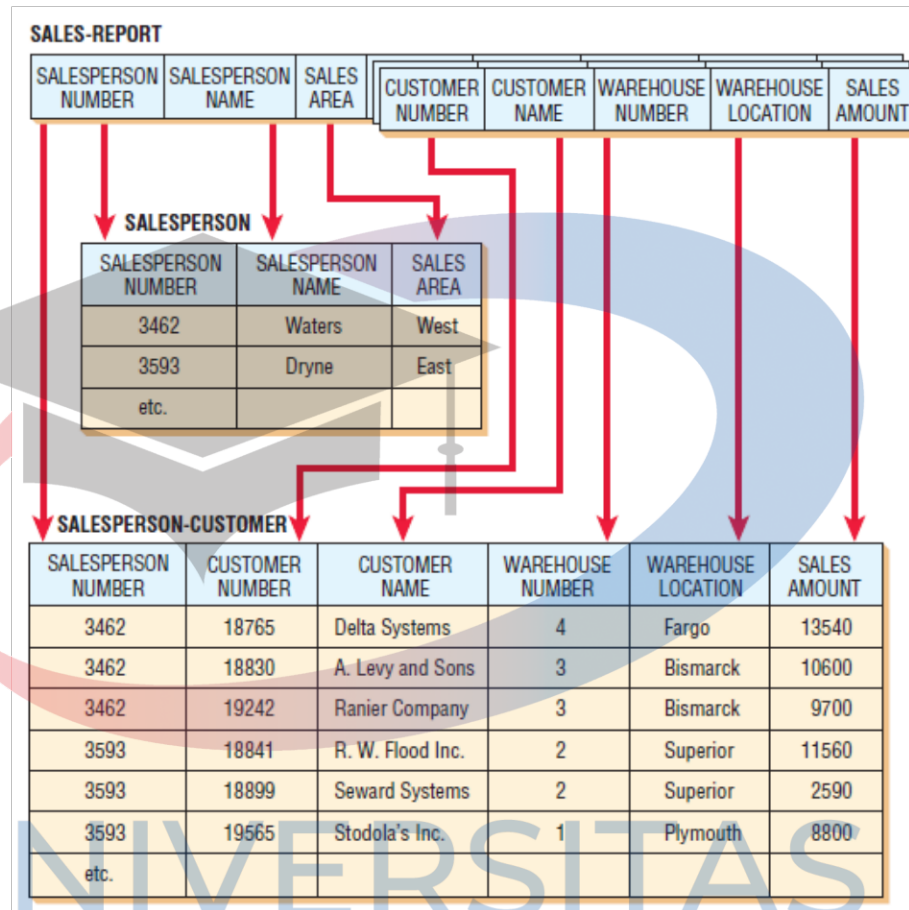 SALES-REPORT
SALESPERSON NUMBER SALESPERSON NAME SALES AREA CUSTOMER NUMBER CUSTOMER NAME WAREHOUSE NUMBER WAREHOUSE LOCATION SALES AMOUNT
SALESPERSON
SALESPERSON NUMBER SALESPERSON NAME SALES AREA
3462 Waters West
3593 Dryne East
etc.
SALESPERSON-CUSTOMER
SALESPERSON NUMBER CUSTOMER NUMBER CUSTOMER NAME WAREHOUSE NUMBER WAREHOUSE LOCATION SALES AMOUNT
3462 18765 Delta Systems 4 Fargo 13540
3462 18830 A. Levy and Sons 3 Bismarck 10600
3462 19242 Ranier Company 3 Bismarck 9700
3593 18841 R. W. Flood Inc. 2 Superior 11560
3593 18899 Seward Systems 2 Superior 2590
3593 19565 Stodola's Inc. 1 Plymouth 8800
etc.
NIVERSITAS